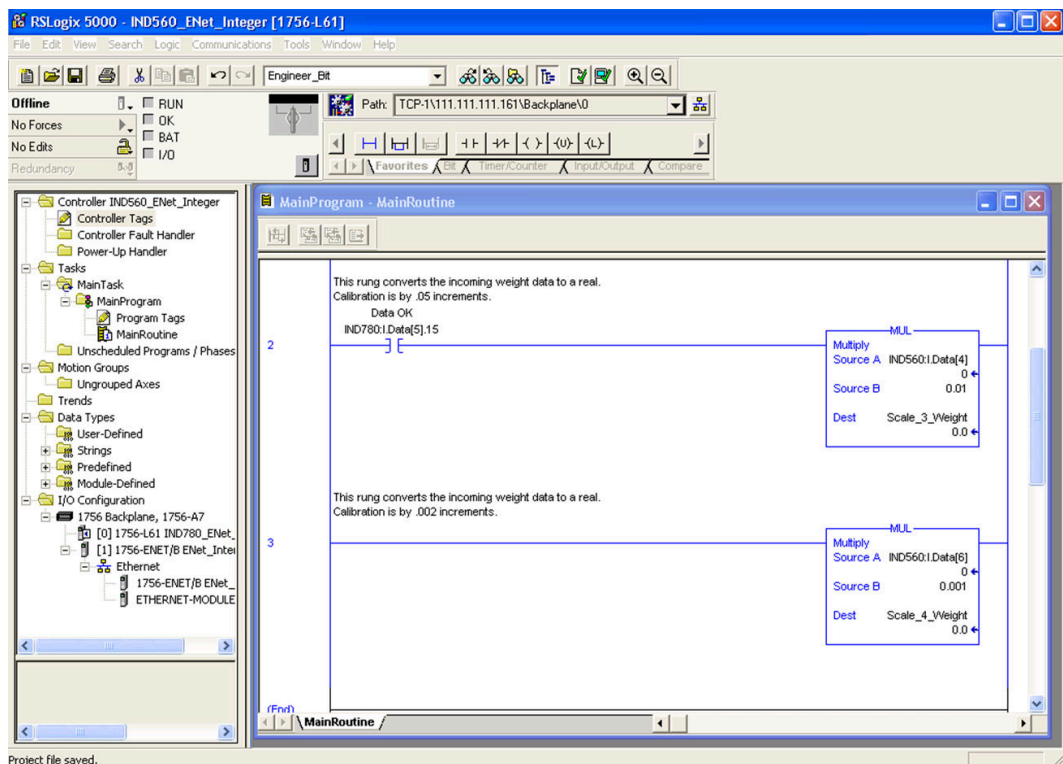 RSLogix 5000 - IND560_ENet_Integer [1756-L61]
File Edit View Search Logic Communications Tools Window Help
Engineer_Bit
Offline
RUN
Path: TCP-1\111.111.111.161\Backplane\0
No Forces
OK
No Edits
BAT
Redundancy
I/O
Favorites Bit Timer/Counter Input/Output Compare
Controller IND560_ENet_Integer
Controller Tags
Controller Fault Handler
Power-Up Handler
Tasks
MainTask
MainProgram
Program Tags
MainRoutine
Unscheduled Programs / Phases
Motion Groups
Ungrouped Axes
Trends
Data Types
User-Defined
Strings
Predefined
Module-Defined
I/O Configuration
1756 Backplane, 1756-A7
[0] 1756-L61 IND780_ENet_
[1] 1756-ENET/B ENet_Inte
Ethernet
1756-ENET/B ENet_
ETHERNET-MODULE
MainProgram - MainRoutine
This rung converts the incoming weight data to a real.
Calibration is by .05 increments.
Data OK
IND780:I.Data[5].15
2
MUL
Multiply
Source A IND560:I.Data[4]
0
Source B 0.01
Dest Scale_3_Weight
0.0
This rung converts the incoming weight data to a real.
Calibration is by .002 increments.
3
MUL
Multiply
Source A IND560:I.Data[6]
0
Source B 0.001
Dest Scale_4_Weight
0.0
(End)
MainRoutine
Project file saved.